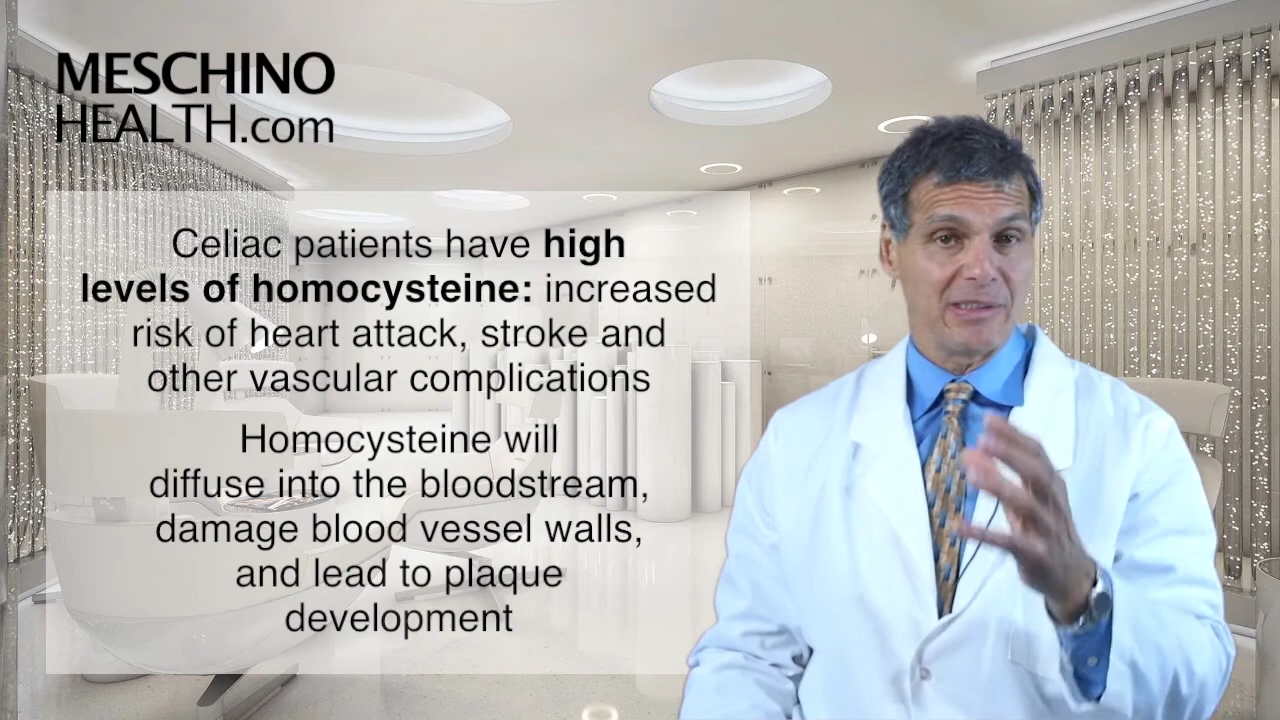 MESCHINO
HEALTH.com
Celiac patients have high
levels of homocysteine: increased
risk of heart attack, stroke and
other vascular complications
Homocysteine will
diffuse into the bloodstream,
damage blood vessel walls,
and lead to plaque
development